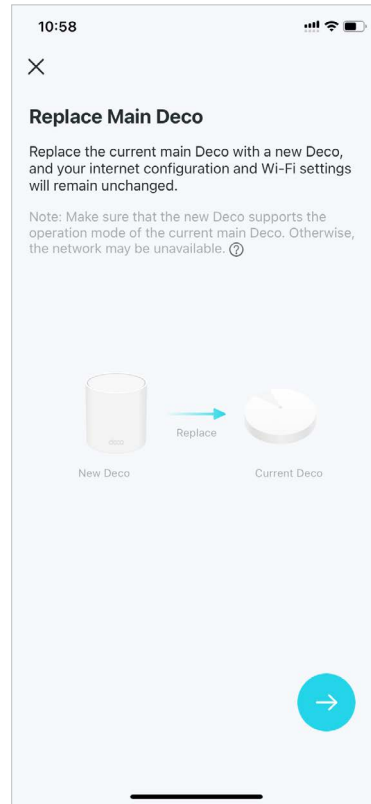 10:58
Replace Main Deco
Replace the current main Deco with a new Deco,
and your internet configuration and Wi-Fi settings
will remain unchanged.
Note: Make sure that the new Deco supports the
operation mode of the current main Deco. Otherwise,
the network may be unavailable. ?
deco
Replace
New Deco
Current Deco